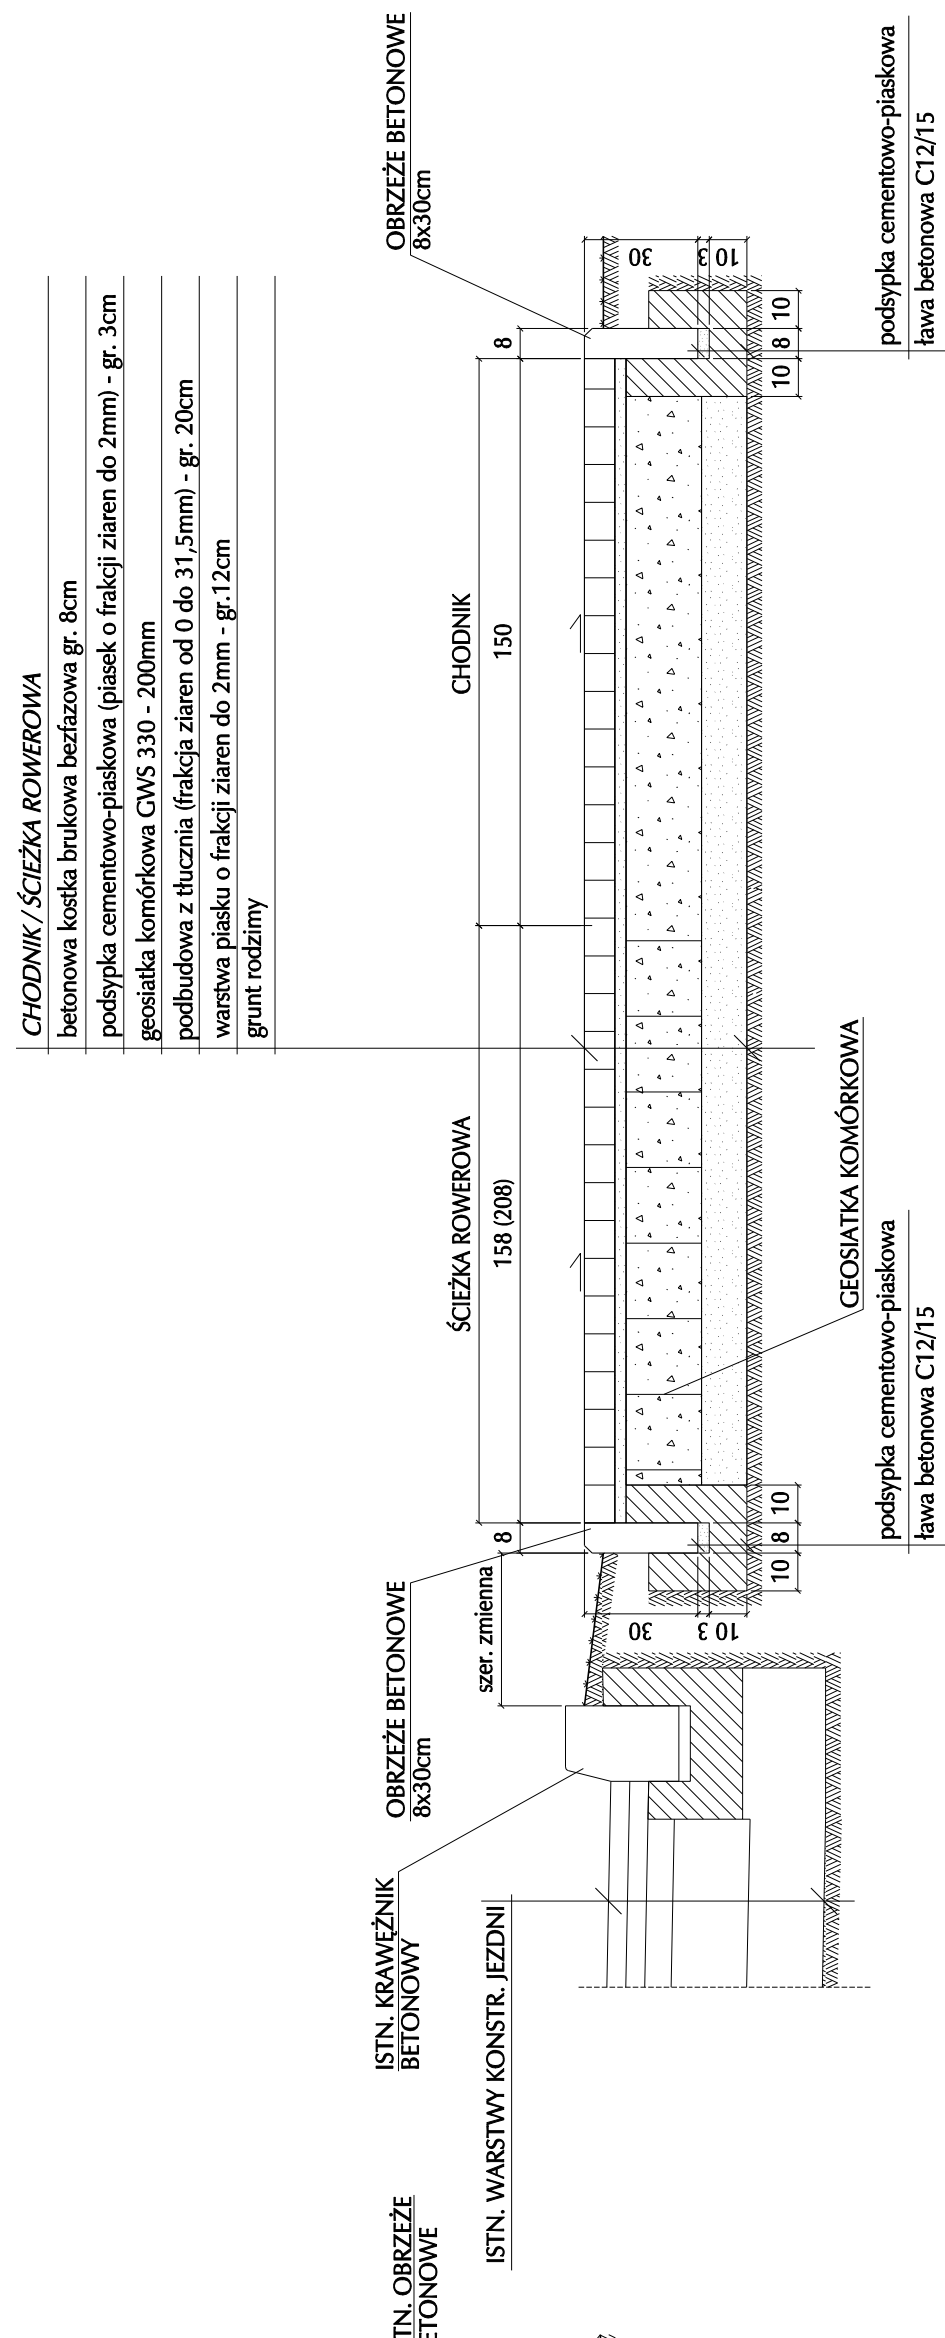 CHODNIK / ŚCIEŻKA ROWEROWA
betonowa kostka brukowa bezfazowa gr. 8cm
podsypka cementowo-piaskowa (piasek o frakcji ziaren do 2mm) - gr. 3cm
geosiatka komórkowa GWS 330 - 200mm
podbudowa z tłucznia (frakcja ziaren od 0 do 31,5mm) - gr. 20cm
warstwa piasku o frakcji ziaren do 2mm - gr.12cm
grunt rodzimy
TN. OBRZEŻE
ETONOWE
ISTN. KRAWĘŻNIK
BETONOWY
OBRZEŻE BETONOWE
8x30cm
OBRZEŻE BETONOWE
8x30cm
ŚCIEŻKA ROWEROWA
CHODNIK
ISTN. WARSTWY KONSTR. JEZDNI
szer. zmienna
8
158 (208)
150
8
30
3
10
30
3
10
10
8
10
10
8
10
GEOSIATKA KOMÓRKOWA
podsypka cementowo-piaskowa
ława betonowa C12/15
podsypka cementowo-piaskowa
ława betonowa C12/15